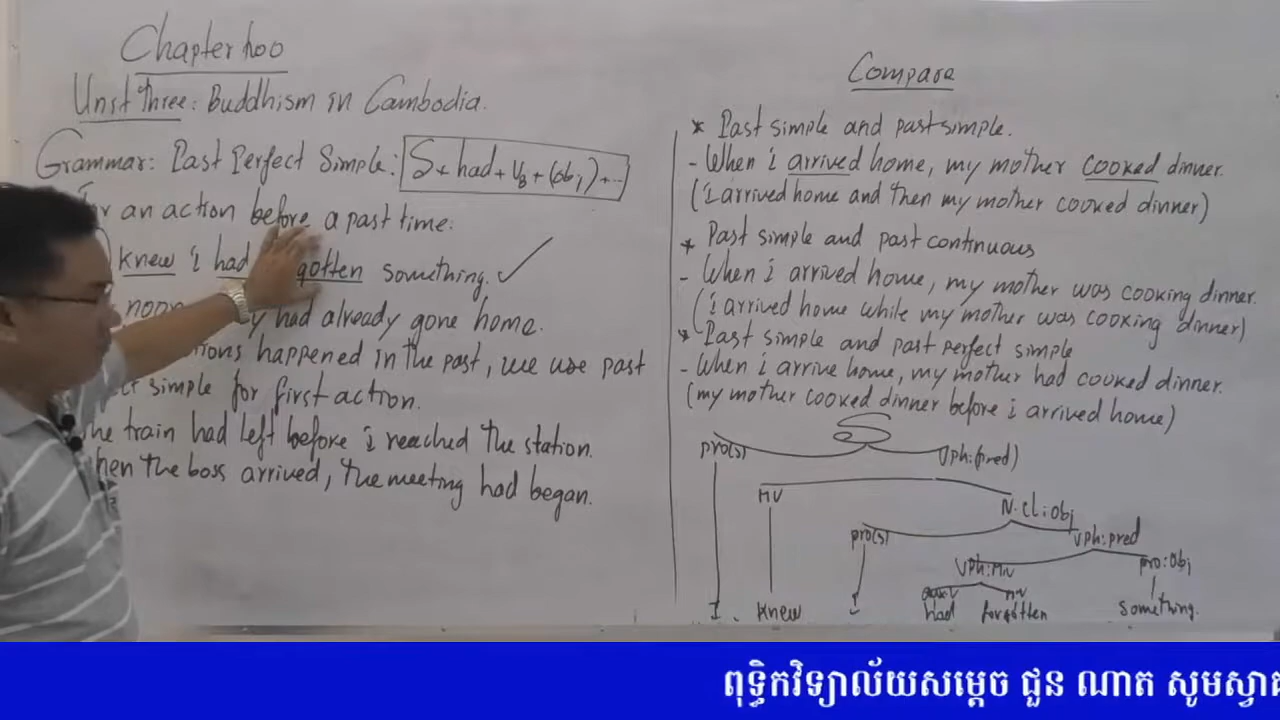 Chapter two
Unit three: Buddhism in Cambodia.
Grammar: Past Perfect Simple: S + had + V3 + (obj) + ...
For an action before a past time.
knew i had gotten something. ✓
noon had already gone home.
tions happened in the past, we use past
simple for first action.
The train had left before i reached the station.
When the boss arrived, the meeting had began.
Compare
* Past simple and past simple.
- When i arrived home, my mother cooked dinner.
(i arrived home and then my mother cooked dinner)
* Past simple and past continuous
- When i arrived home, my mother was cooking dinner.
(i arrived home while my mother was cooking dinner)
* Past simple and past perfect simple
- When i arrive home, my mother had cooked dinner.
(my mother cooked dinner before i arrived home)
S
pro(s) Vph:(pred)
MV N.cl:obj
pro(s) Vph:pred
Vph:Mv pro:obj
auxV mv
I knew I had forgotten something.
ពុទ្ធិកវិទ្យាល័យសម្តេច ជួន ណាត សូមស្វាគ